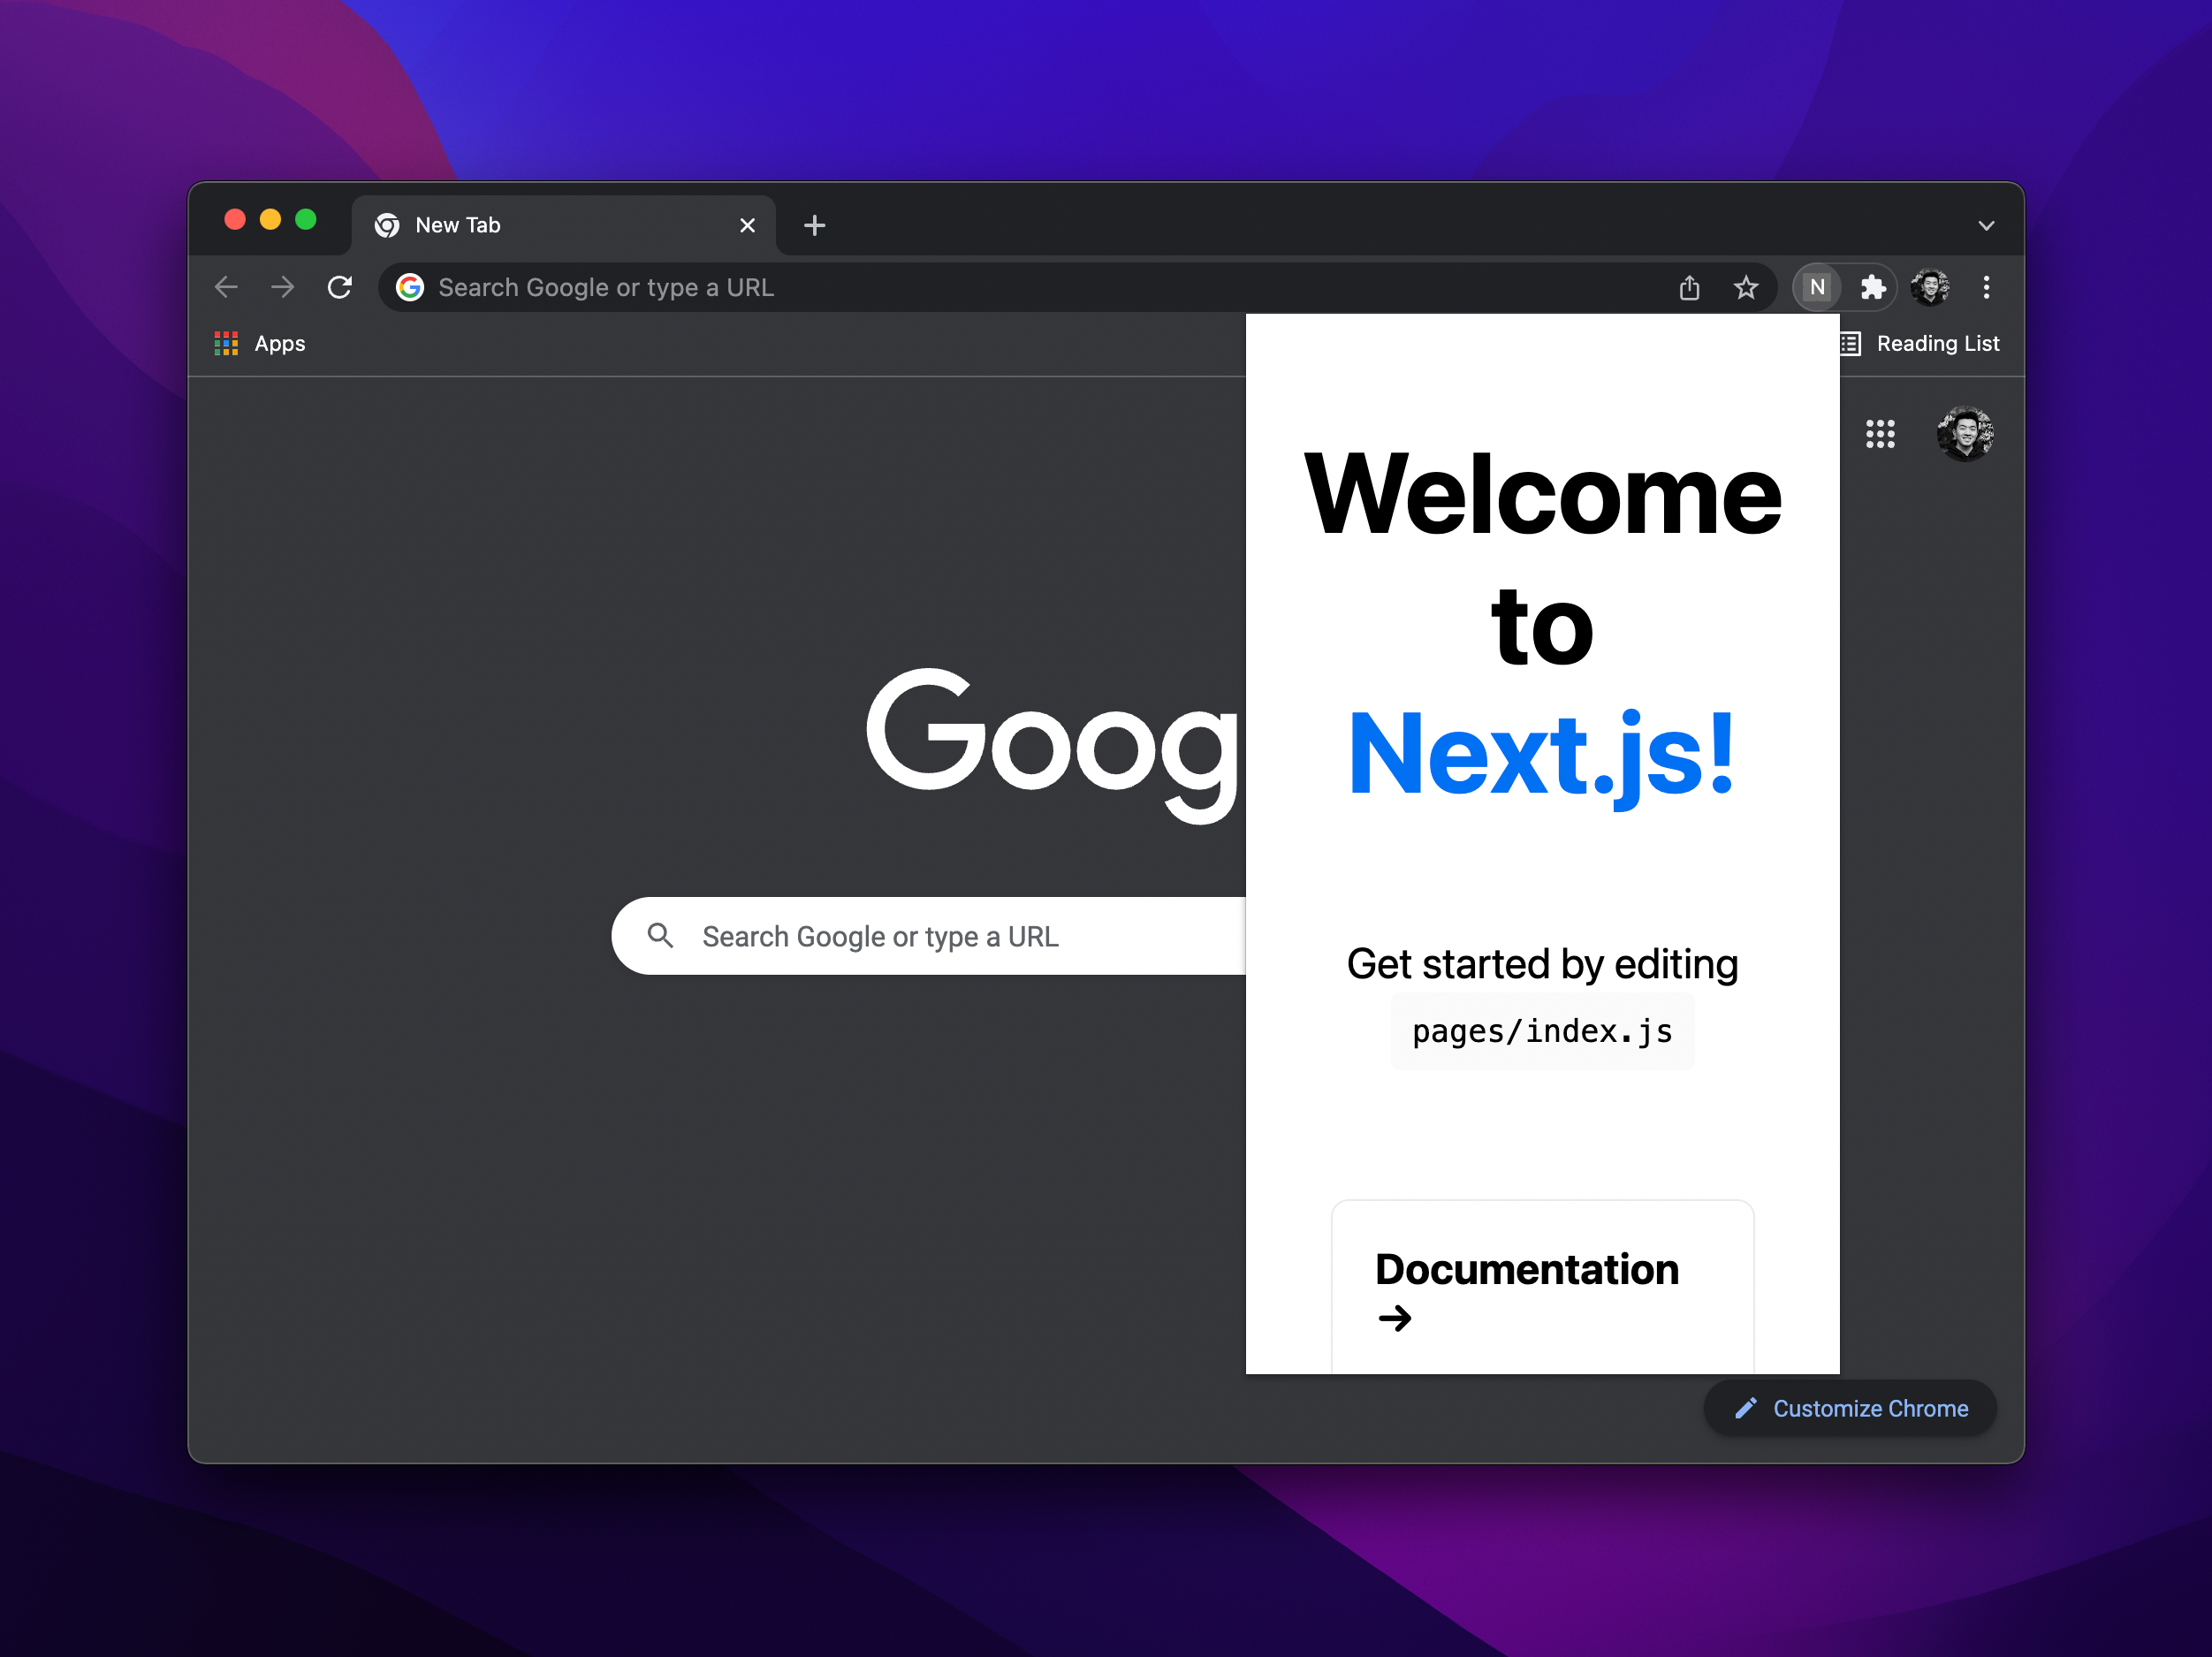 New Tab
Search Google or type a URL
N
Apps
Reading List
Goog
Search Google or type a URL
Welcome
to
Next.js!
Get started by editing
pages/index.js
Documentation
→
Customize Chrome